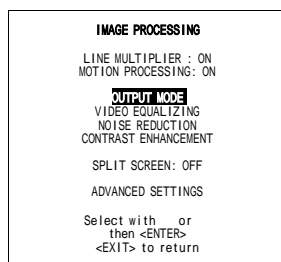 IMAGE PROCESSING
LINE MULTIPLIER : ON
MOTION PROCESSING: ON
OUTPUT MODE
VIDEO EQUALIZING
NOISE REDUCTION
CONTRAST ENHANCEMENT
SPLIT SCREEN: OFF
ADVANCED SETTINGS
Select with or
then <ENTER>
<EXIT> to return